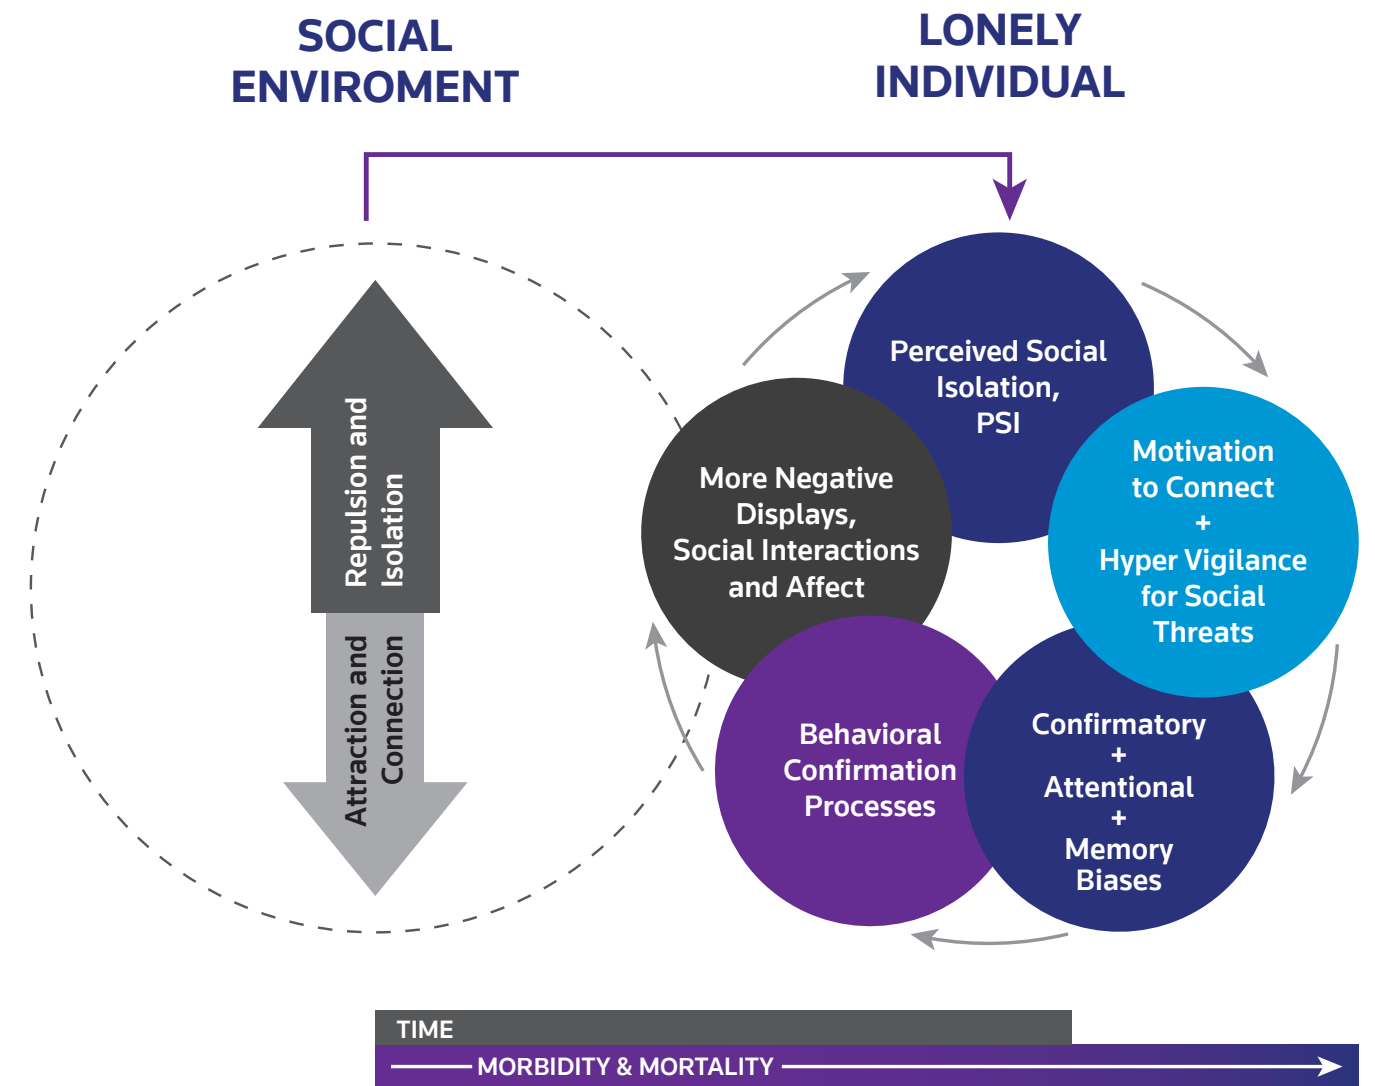 SOCIAL
ENVIROMENT
LONELY
INDIVIDUAL
Repulsion and
Isolation
Attraction and
Connection
Perceived Social
Isolation,
PSI
Motivation
to Connect
+
Hyper Vigilance
for Social
Threats
Confirmatory
+
Attentional
+
Memory
Biases
Behavioral
Confirmation
Processes
More Negative
Displays,
Social Interactions
and Affect
TIME
MORBIDITY & MORTALITY